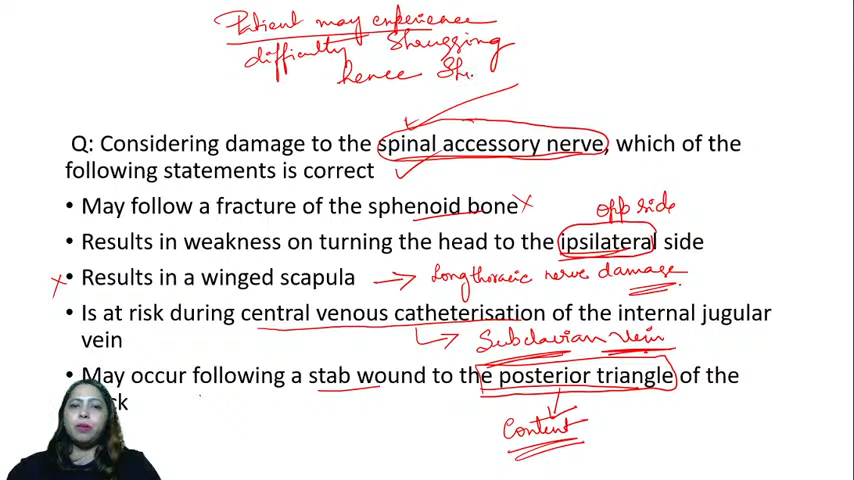 Patient may experience
difficulty Shrugging
hence Sh.
Q: Considering damage to the spinal accessory nerve, which of the
following statements is correct
• May follow a fracture of the sphenoid bone x
opp side
• Results in weakness on turning the head to the ipsilateral side
x • Results in a winged scapula → Long thoracic nerve damage
• Is at risk during central venous catheterisation of the internal jugular
vein → Subclavian vein
• May occur following a stab wound to the posterior triangle of the
ck
Content